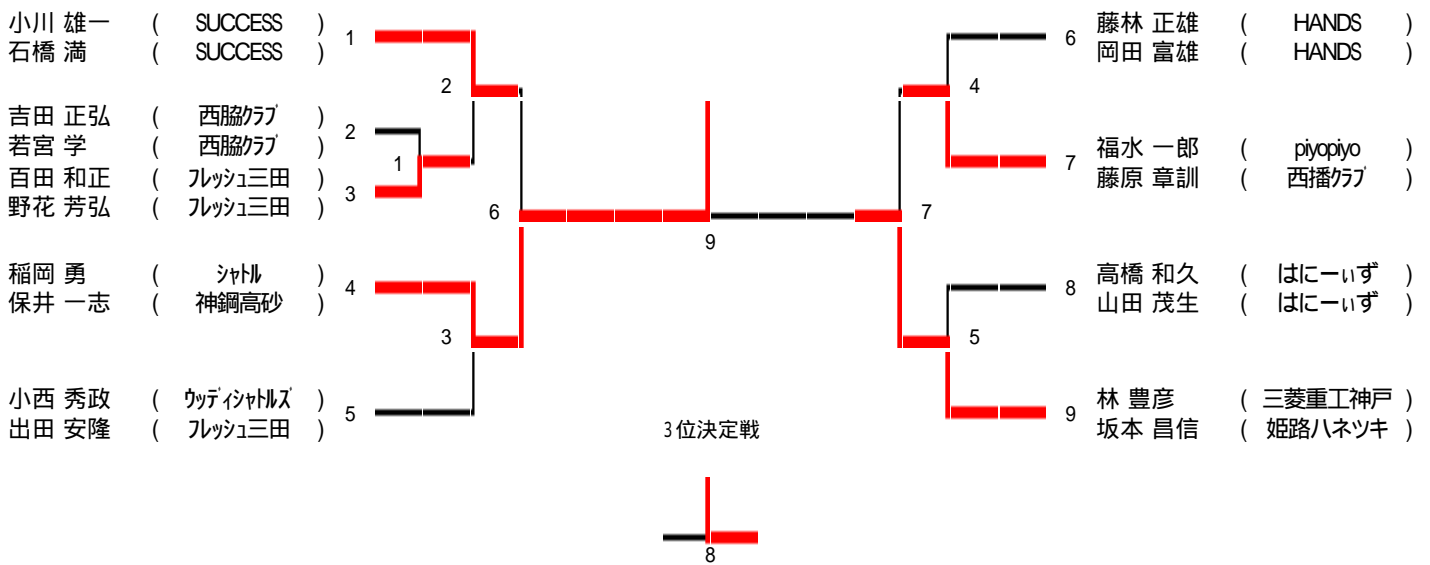 小川 雄一 ( SUCCESS ) 1
石橋 満 ( SUCCESS )
2
吉田 正弘 ( 西脇クラブ ) 2
若宮 学 ( 西脇クラブ )
1
百田 和正 ( フレッシュ三田 ) 3
野花 芳弘 ( フレッシュ三田 )
6
稲岡 勇 ( シャトル ) 4
保井 一志 ( 神鋼高砂 )
3
小西 秀政 ( ウッディシャトルズ ) 5
出田 安隆 ( フレッシュ三田 )
9
3位決定戦
8
6 藤林 正雄 ( HANDS )
岡田 富雄 ( HANDS )
4
7 福水 一郎 ( piyopiyo )
藤原 章訓 ( 西播クラブ )
7
8 高橋 和久 ( はにーぃず )
山田 茂生 ( はにーぃず )
5
9 林 豊彦 ( 三菱重工神戸 )
坂本 昌信 ( 姫路ハネツキ )